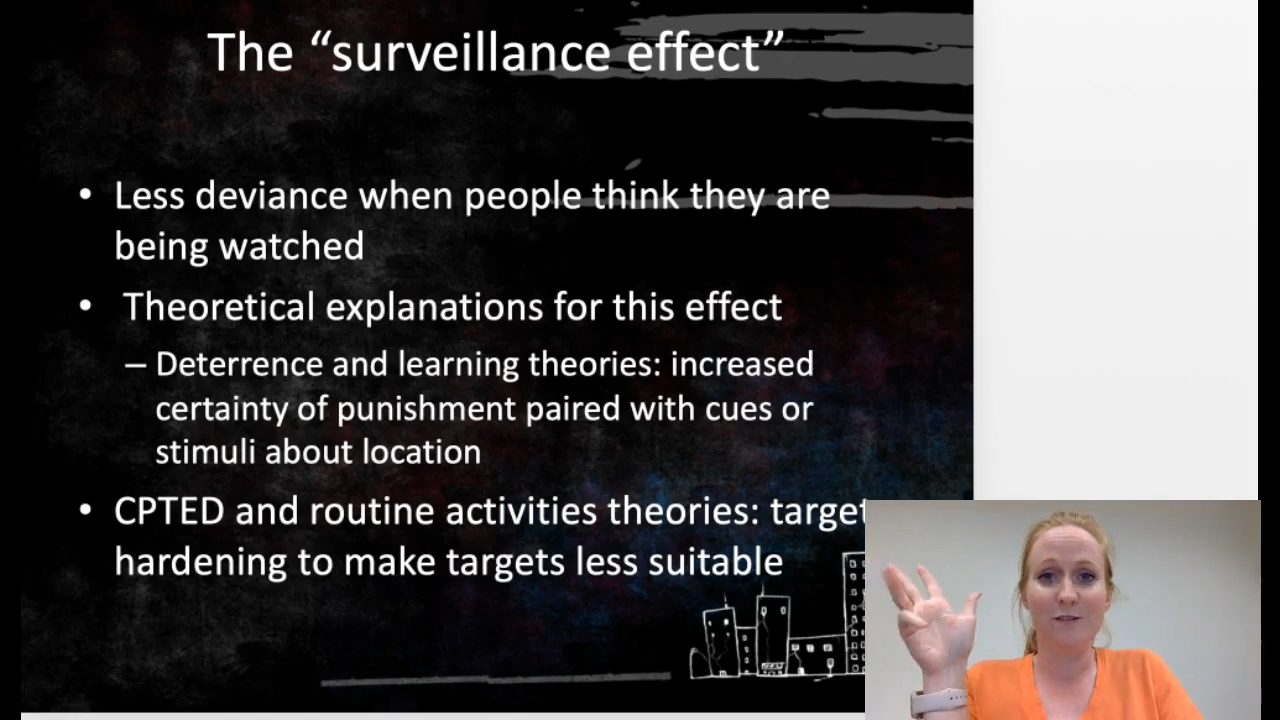 The “surveillance effect”
• Less deviance when people think they are
being watched
• Theoretical explanations for this effect
– Deterrence and learning theories: increased
certainty of punishment paired with cues or
stimuli about location
• CPTED and routine activities theories: target
hardening to make targets less suitable